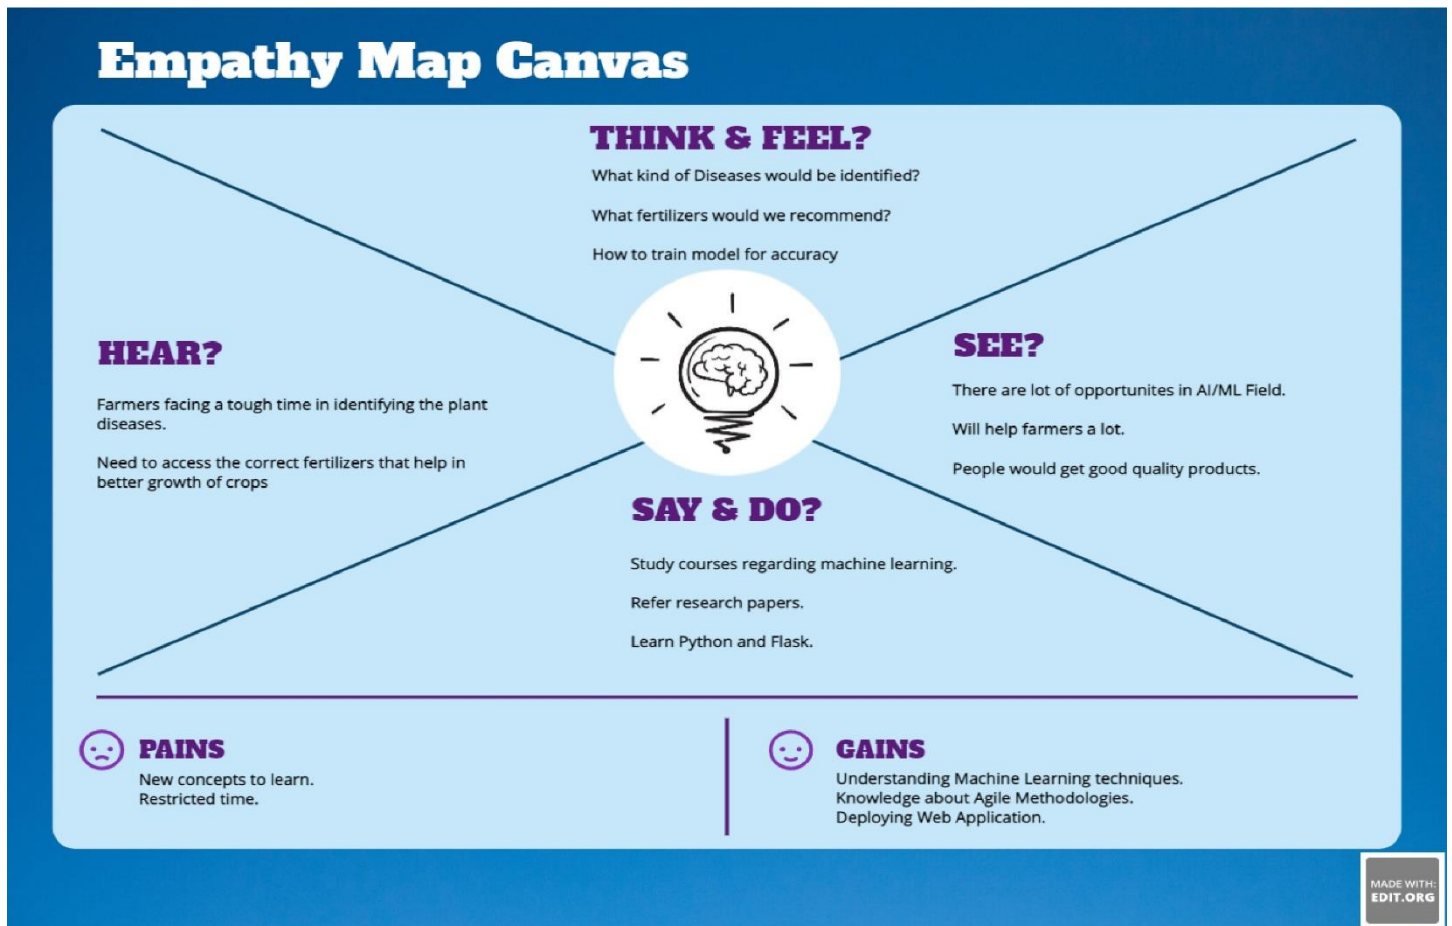 Empathy Map Canvas
THINK & FEEL?
What kind of Diseases would be identified?
What fertilizers would we recommend?
How to train model for accuracy
HEAR?
Farmers facing a tough time in identifying the plant
diseases.
Need to access the correct fertilizers that help in
better growth of crops
SEE?
There are lot of opportunites in AI/ML Field.
Will help farmers a lot.
People would get good quality products.
SAY & DO?
Study courses regarding machine learning.
Refer research papers.
Learn Python and Flask.
PAINS
New concepts to learn.
Restricted time.
GAINS
Understanding Machine Learning techniques.
Knowledge about Agile Methodologies.
Deploying Web Application.
MADE WITH:
EDIT.ORG